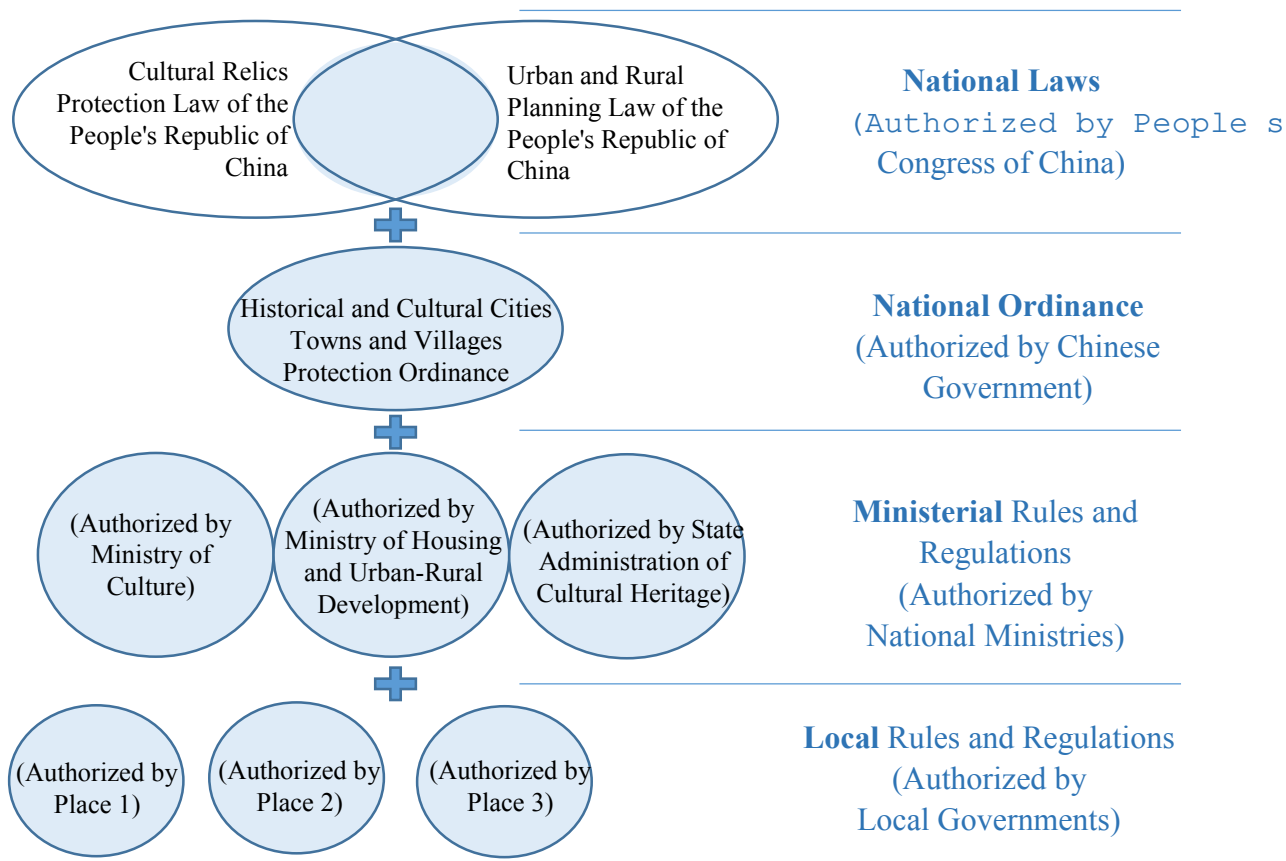 Cultural Relics
Protection Law of the
People's Republic of
China
Urban and Rural
Planning Law of the
People's Republic of
China
National Laws
(Authorized by People s
Congress of China)
Historical and Cultural Cities
Towns and Villages
Protection Ordinance
National Ordinance
(Authorized by Chinese
Government)
(Authorized by
Ministry of
Culture)
(Authorized by
Ministry of Housing
and Urban-Rural
Development)
(Authorized by State
Administration of
Cultural Heritage)
Ministerial Rules and
Regulations
(Authorized by
National Ministries)
(Authorized by
Place 1)
(Authorized by
Place 2)
(Authorized by
Place 3)
Local Rules and Regulations
(Authorized by
Local Governments)